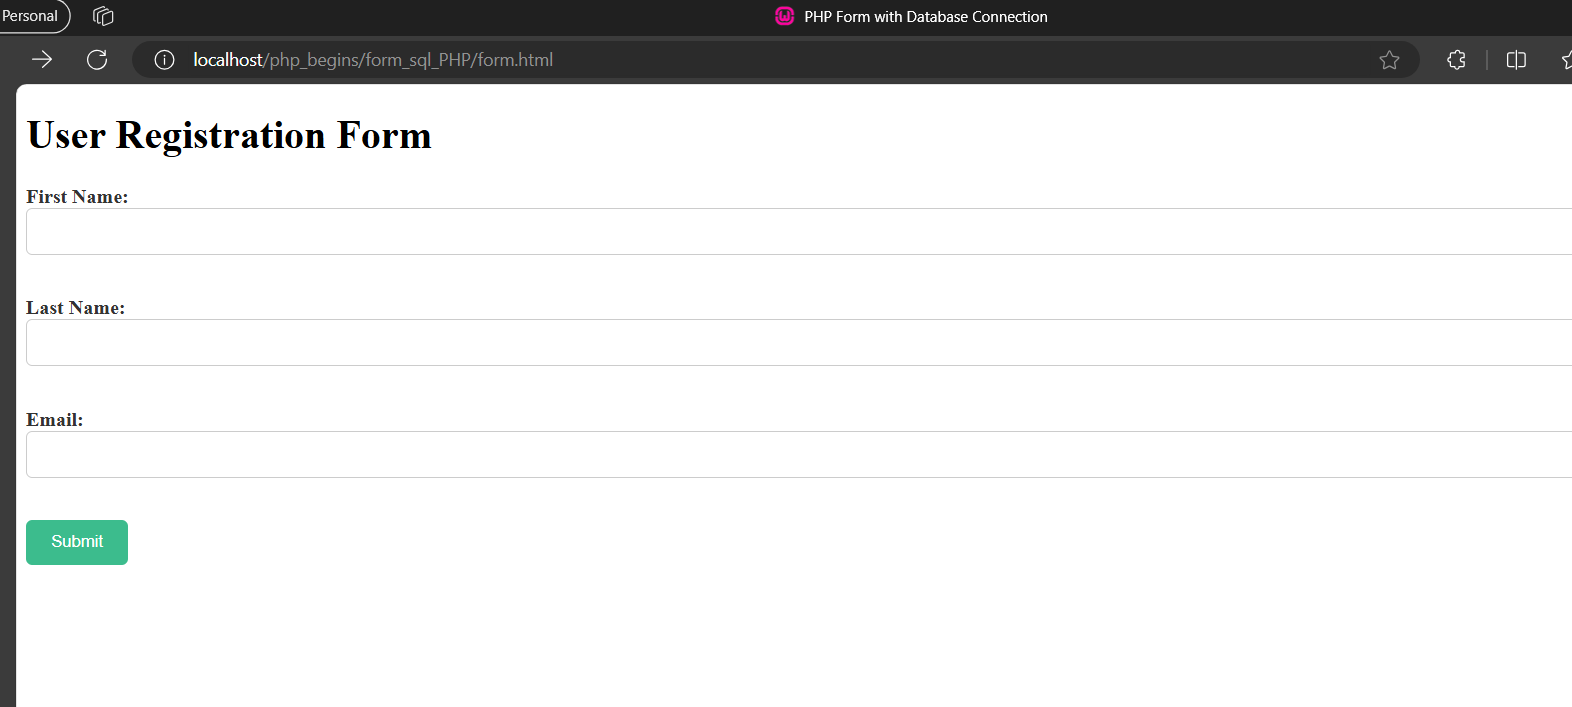 Personal
PHP Form with Database Connection
localhost/php_begins/form_sql_PHP/form.html
User Registration Form
First Name:
Last Name:
Email:
Submit